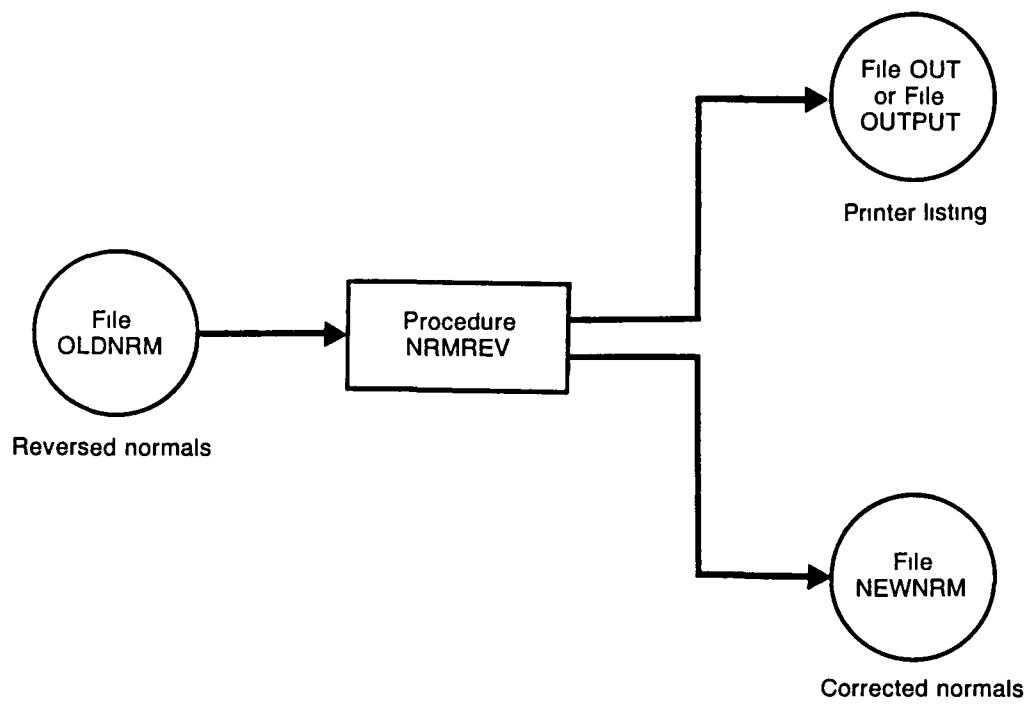 File OUT
or File
OUTPUT
Printer listing
File
OLDNRM
Reversed normals
Procedure
NRMREV
File
NEWNRM
Corrected normals